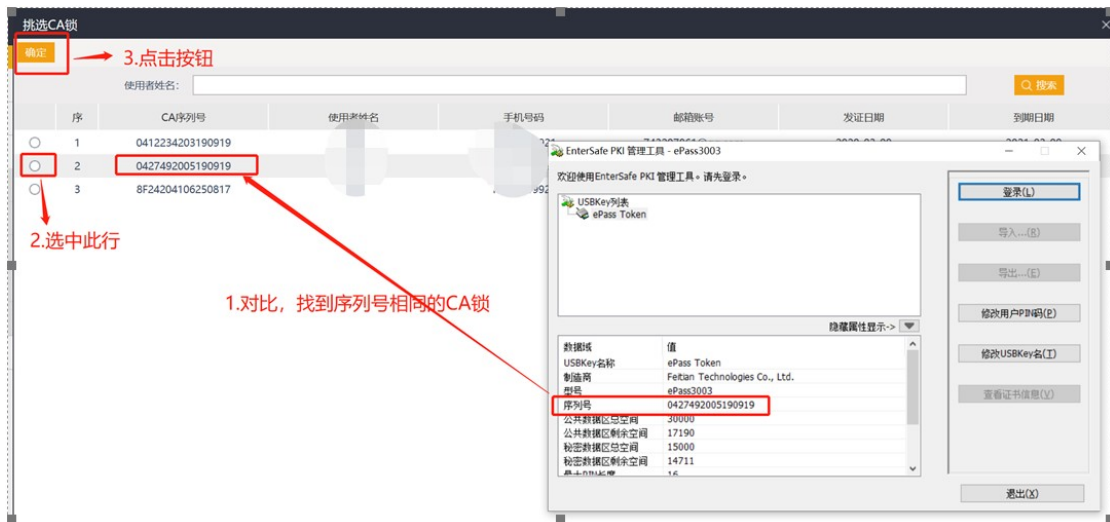 挑选CA锁
确定
3.点击按钮
使用者姓名:
搜索
序 CA序列号 使用者姓名 手机号码 邮箱账号 发证日期 到期日期
1 0412234203190919
2 0427492005190919
3 8F24204106250817
2.选中此行
1.对比，找到序列号相同的CA锁
EnterSafe PKI 管理工具 - ePass3003
欢迎使用EnterSafe PKI 管理工具。请先登录。
USBKey列表
ePass Token
隐藏属性显示->
数据域 值
USBKey名称 ePass Token
制造商 Feitian Technologies Co., Ltd.
型号 ePass3003
序列号 0427492005190919
公共数据区总空间 30000
公共数据区剩余空间 17190
秘密数据区总空间 15000
秘密数据区剩余空间 14711
登录(L)
导入...(R)
导出...(E)
修改用户PIN码(P)
修改USBKey名(T)
查看证书信息(V)
退出(X)